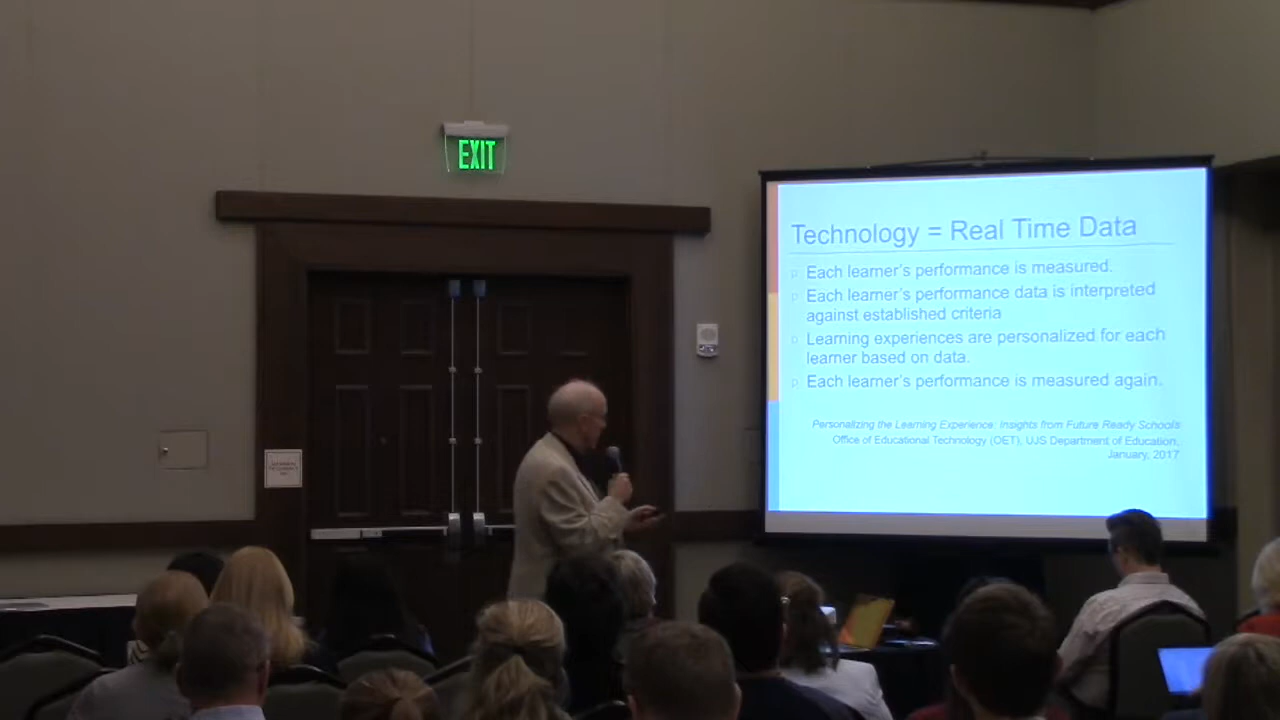 EXIT
Technology = Real Time Data
Each learner's performance is measured.
Each learner's performance data is interpreted
against established criteria
Learning experiences are personalized for each
learner based on data.
Each learner's performance is measured again.
Personalizing the Learning Experience: Insights from Future Ready Schools
Office of Educational Technology (OET), UJS Department of Education,
January, 2017